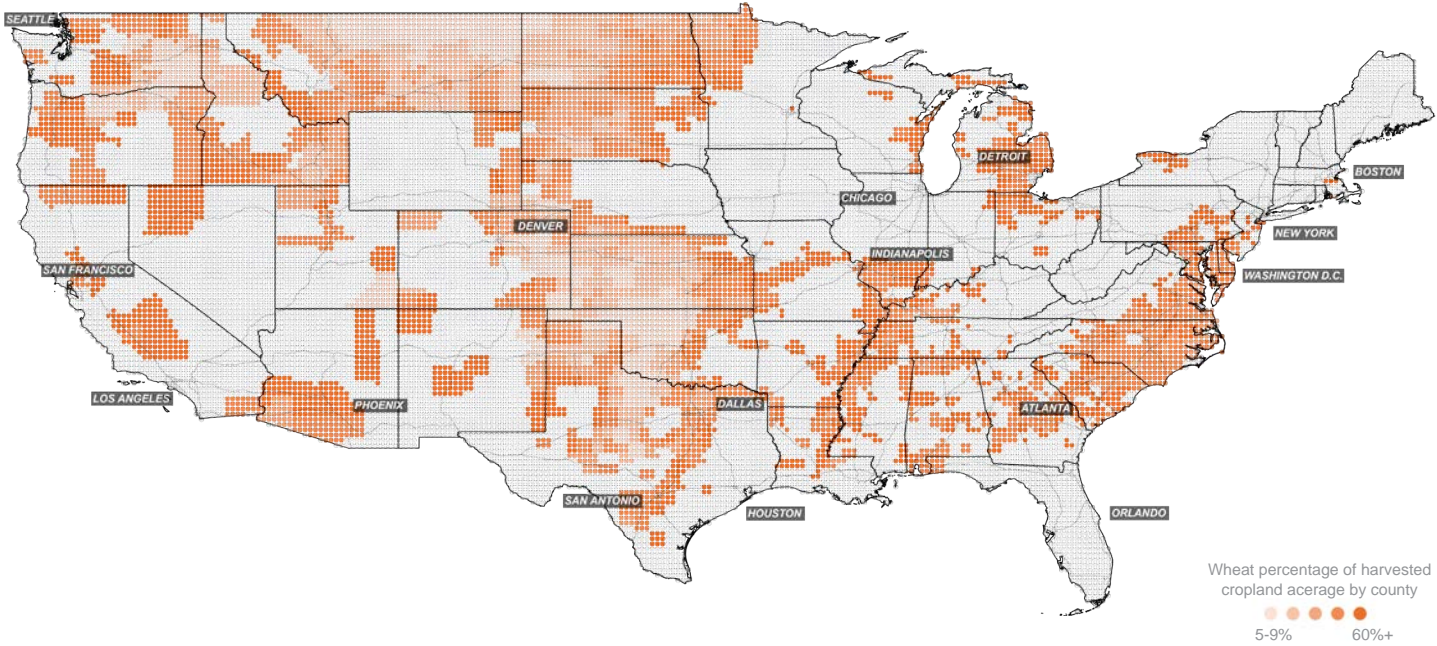 SEATTLE
BOSTON
DETROIT
CHICAGO
DENVER
NEW YORK
INDIANAPOLIS
SAN FRANCISCO
WASHINGTON D.C.
LOS ANGELES
PHOENIX
DALLAS
ATLANTA
SAN ANTONIO
HOUSTON
ORLANDO
Wheat percentage of harvested
cropland acerage by county
5-9% 60%+